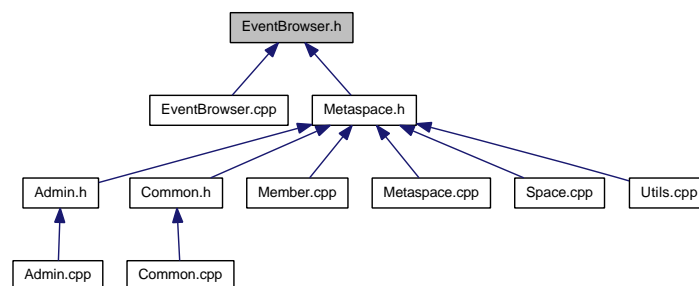 EventBrowser.h
EventBrowser.cpp
Metaspace.h
Admin.h
Common.h
Member.cpp
Metaspace.cpp
Space.cpp
Utils.cpp
Admin.cpp
Common.cpp